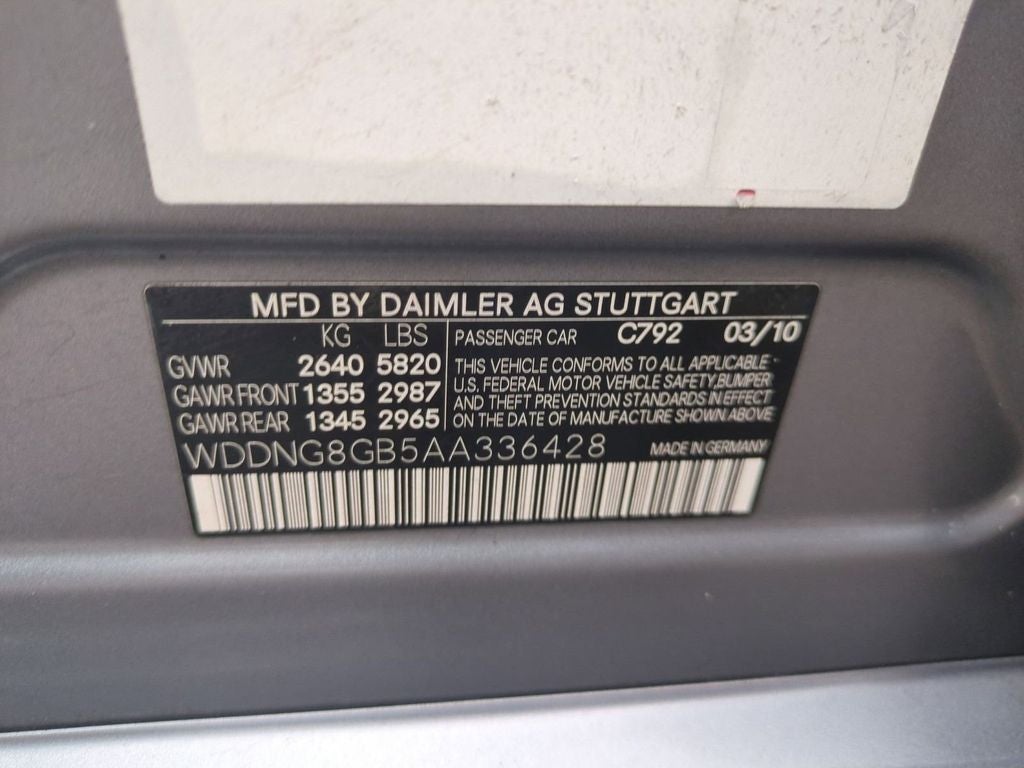 MFD BY DAIMLER AG STUTTGART
KG LBS
GVWR 2640 5820
GAWR FRONT 1355 2987
GAWR REAR 1345 2965
PASSENGER CAR C792 03/10
THIS VEHICLE CONFORMS TO ALL APPLICABLE
U.S. FEDERAL MOTOR VEHICLE SAFETY,BUMPER
AND THEFT PREVENTION STANDARDS IN EFFECT
ON THE DATE OF MANUFACTURE SHOWN ABOVE
WDDNG8GB5AA336428
MADE IN GERMANY